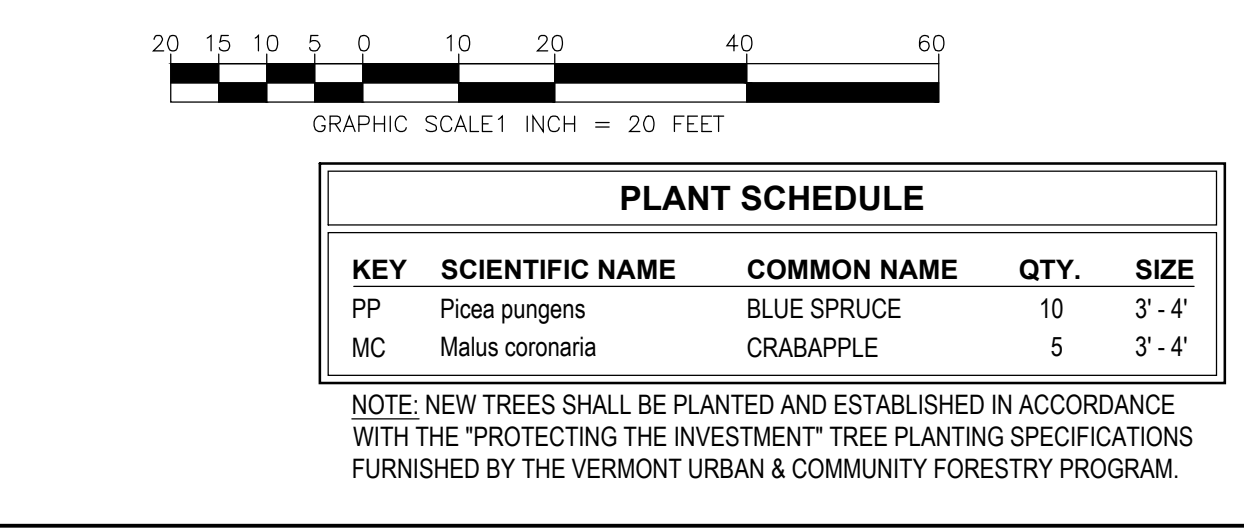 20 15 10 5 0 10 20 40 60
GRAPHIC SCALE1 INCH = 20 FEET
PLANT SCHEDULE
KEY SCIENTIFIC NAME COMMON NAME QTY. SIZE
PP Picea pungens BLUE SPRUCE 10 3' - 4'
MC Malus coronaria CRABAPPLE 5 3' - 4'
NOTE: NEW TREES SHALL BE PLANTED AND ESTABLISHED IN ACCORDANCE
WITH THE "PROTECTING THE INVESTMENT" TREE PLANTING SPECIFICATIONS
FURNISHED BY THE VERMONT URBAN & COMMUNITY FORESTRY PROGRAM.